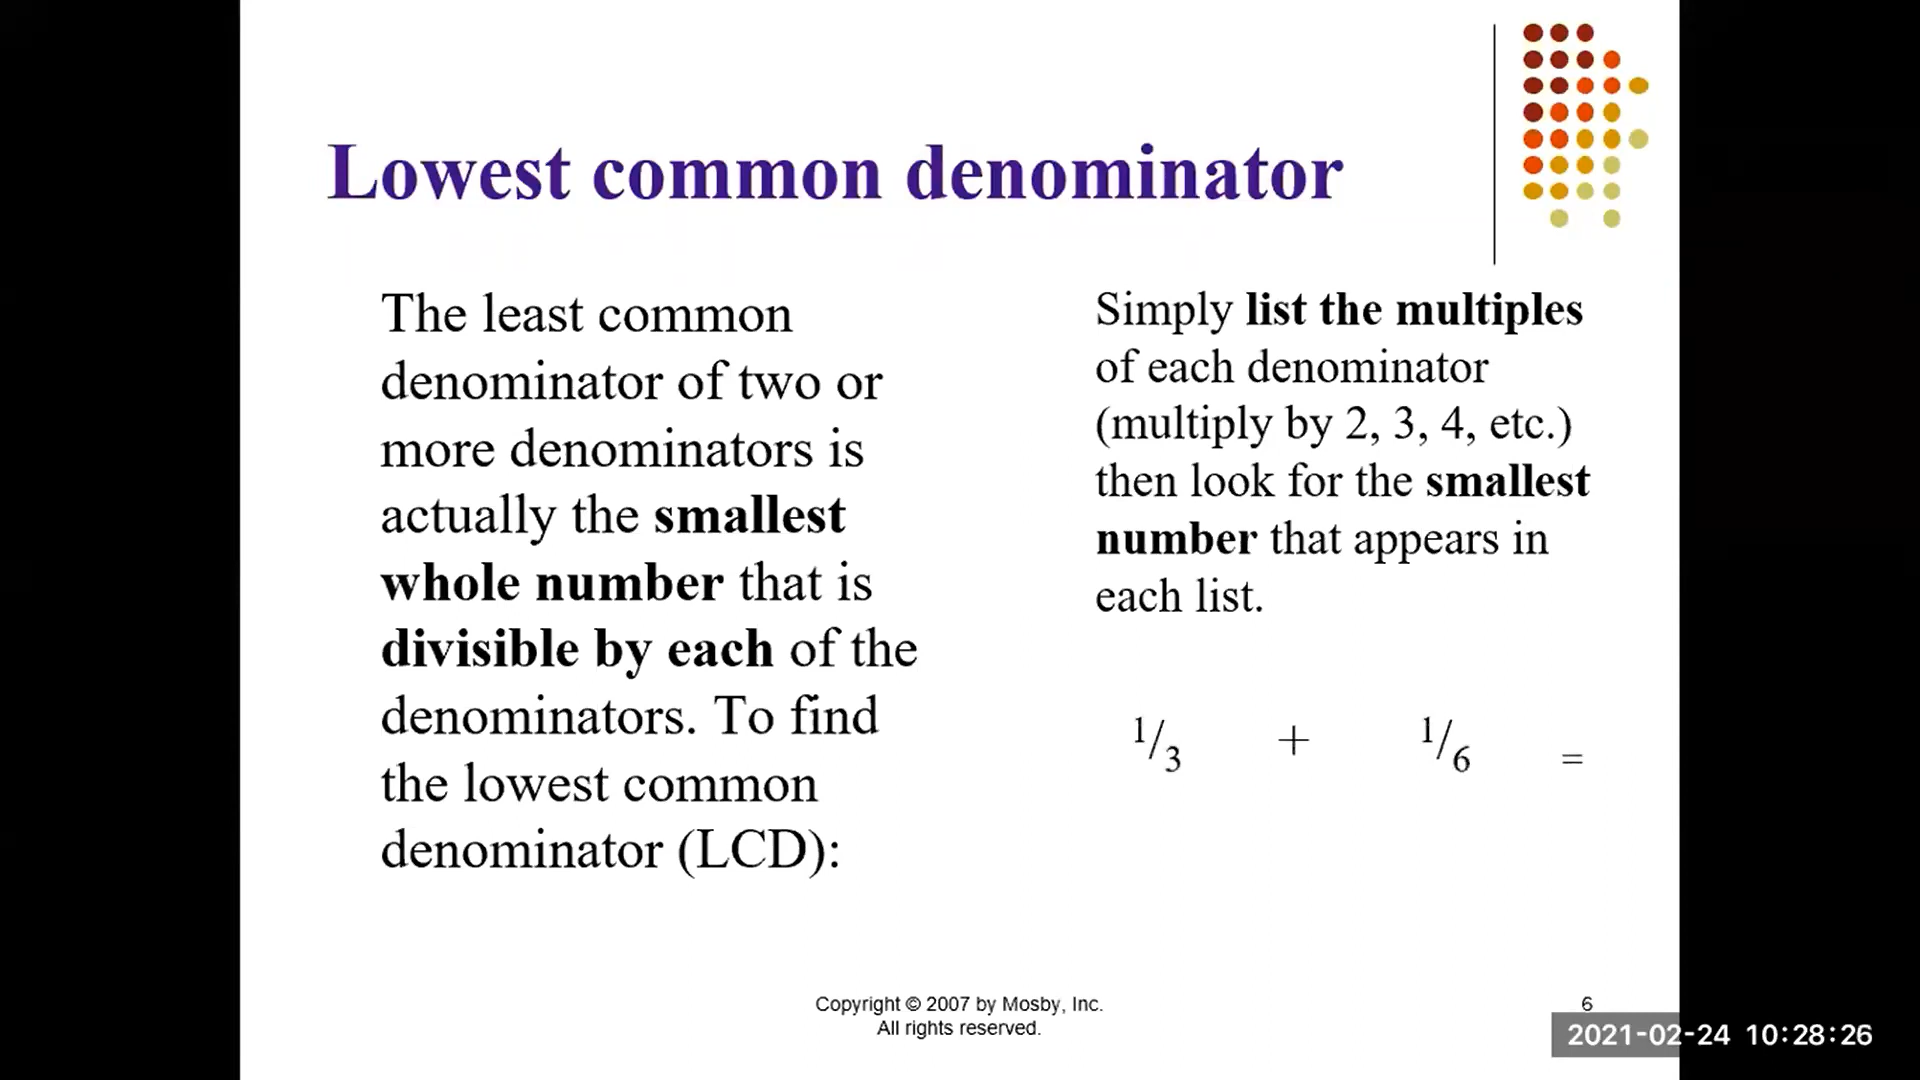 Lowest common denominator
The least common
denominator of two or
more denominators is
actually the smallest
whole number that is
divisible by each of the
denominators. To find
the lowest common
denominator (LCD):
Simply list the multiples
of each denominator
(multiply by 2, 3, 4, etc.)
then look for the smallest
number that appears in
each list.
1/3 + 1/6 =
Copyright © 2007 by Mosby, Inc.
All rights reserved.
6
2021-02-24 10:28:26